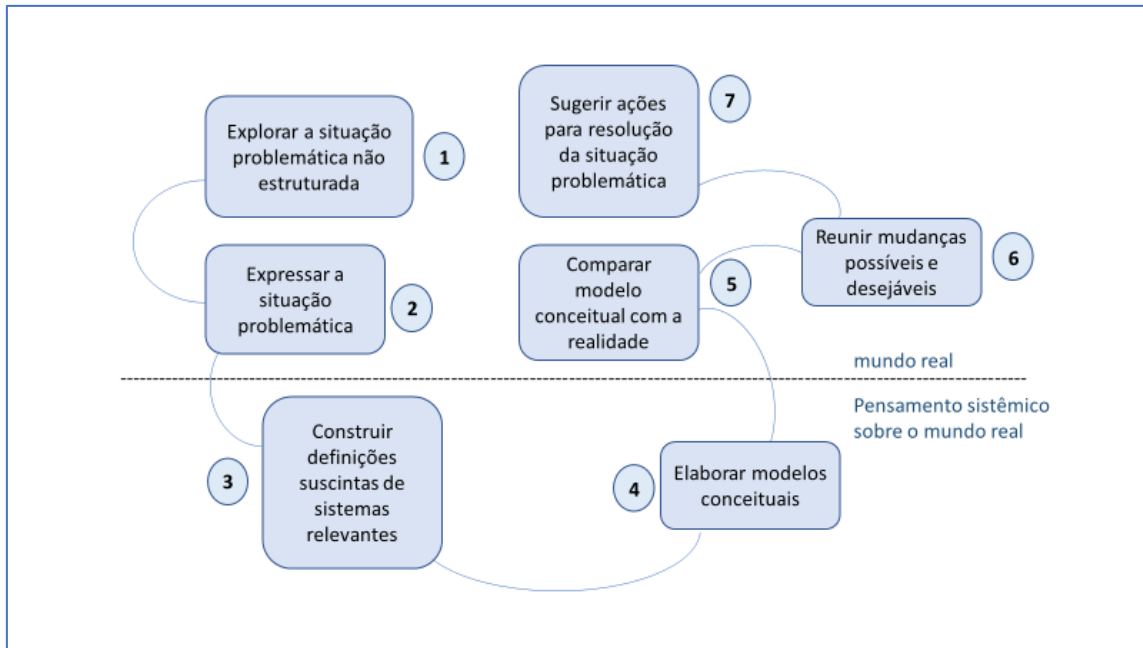 Explorar a situação
problemática não
estruturada
1
Expressar a
situação
problemática
2
Construir
definições
suscintas de
sistemas
relevantes
3
Elaborar modelos
conceituais
4
Comparar
modelo
conceitual com a
realidade
5
Reunir mudanças
possíveis e
desejáveis
6
Sugerir ações
para resolução
da situação
problemática
7
mundo real
Pensamento sistêmico
sobre o mundo real